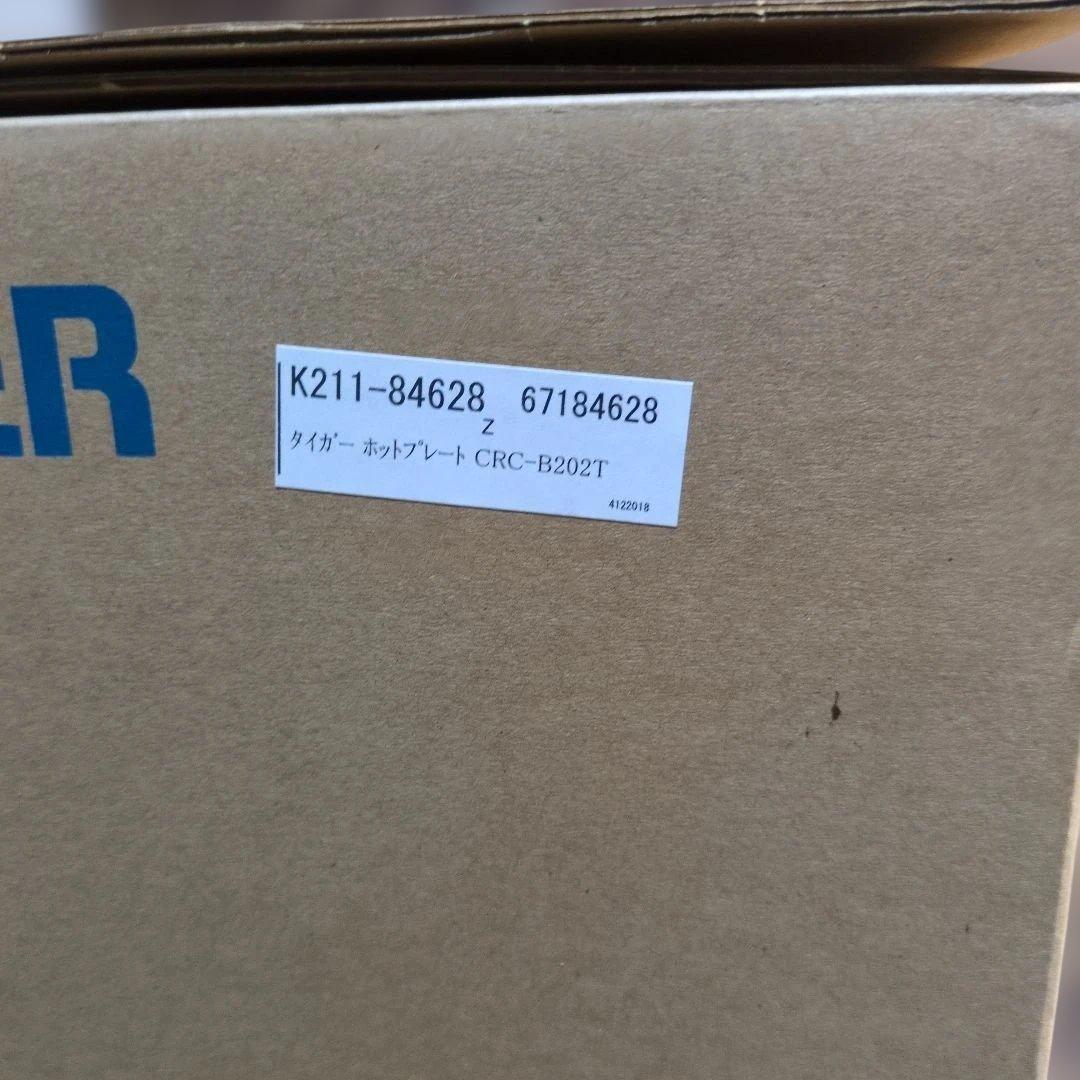 eR
K211-84628 67184628
Z
ﾀｲｶﾞｰ ﾎｯﾄﾌﾟﾚｰﾄ CRC-B202T
4122018